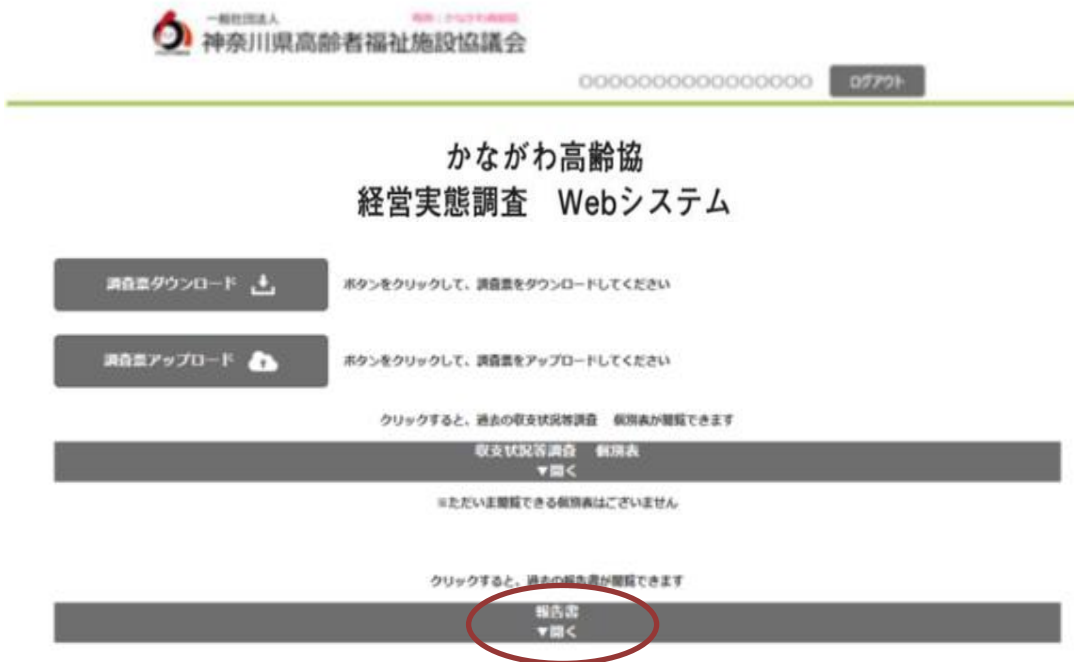 一般社団法人
略称：かながわ高齢協
神奈川県高齢者福祉施設協議会
○○○○○○○○○○○○○○○○ ログアウト
かながわ高齢協
経営実態調査 Webシステム
調査票ダウンロード ボタンをクリックして、調査票をダウンロードしてください
調査票アップロード ボタンをクリックして、調査票をアップロードしてください
クリックすると、過去の収支状況等調査 個別表が閲覧できます
収支状況等調査 個別表
▼開く
※ただいま閲覧できる個別表はございません
クリックすると、過去の報告書が閲覧できます
報告書
▼開く